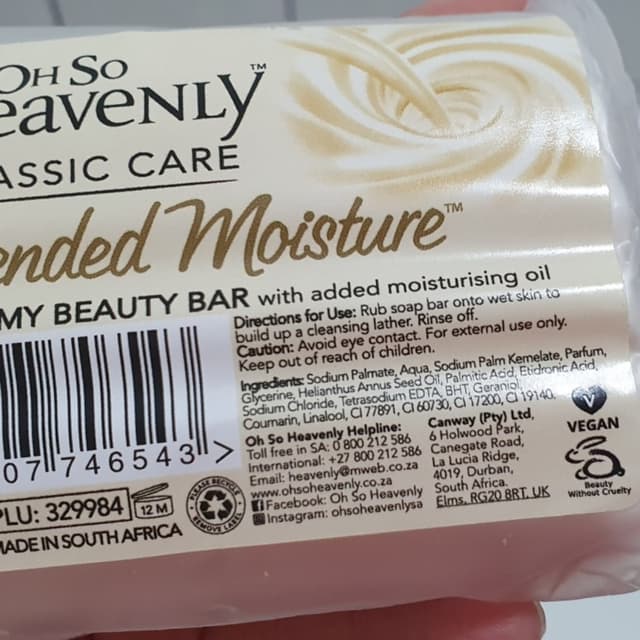 OH SO
eavenly™
ASSIC CARE
ended Moisture™
MY BEAUTY BAR with added moisturising oil
Directions for Use: Rub soap bar onto wet skin to
build up a cleansing lather. Rinse off.
Caution: Avoid eye contact. For external use only.
Keep out of reach of children.
Ingredients: Sodium Palmate, Aqua, Sodium Palm Kernelate, Parfum,
Glycerine, Helianthus Annus Seed Oil, Palmitic Acid, Etidronic Acid,
Sodium Chloride, Tetrasodium EDTA, BHT, Geraniol,
Coumarin, Linalool, CI 77891, CI 60730, CI 17200, CI 19140.
Oh So Heavenly Helpline:
Toll free in SA: 0 800 212 586
International: +27 800 212 586
Email: heavenly@mweb.co.za
www.ohsoheavenly.co.za
Facebook: Oh So Heavenly
Instagram: ohsoheavenlysa
Canway (Pty) Ltd,
6 Holwood Park,
Canegate Road,
La Lucia Ridge,
4019, Durban,
South Africa.
Elms, RG20 8RT, UK
V
VEGAN
Beauty
Without Cruelty
07 746543 >
PLU: 329984
12 M
PLEASE RECYCLE
REMOVE LABEL
MADE IN SOUTH AFRICA